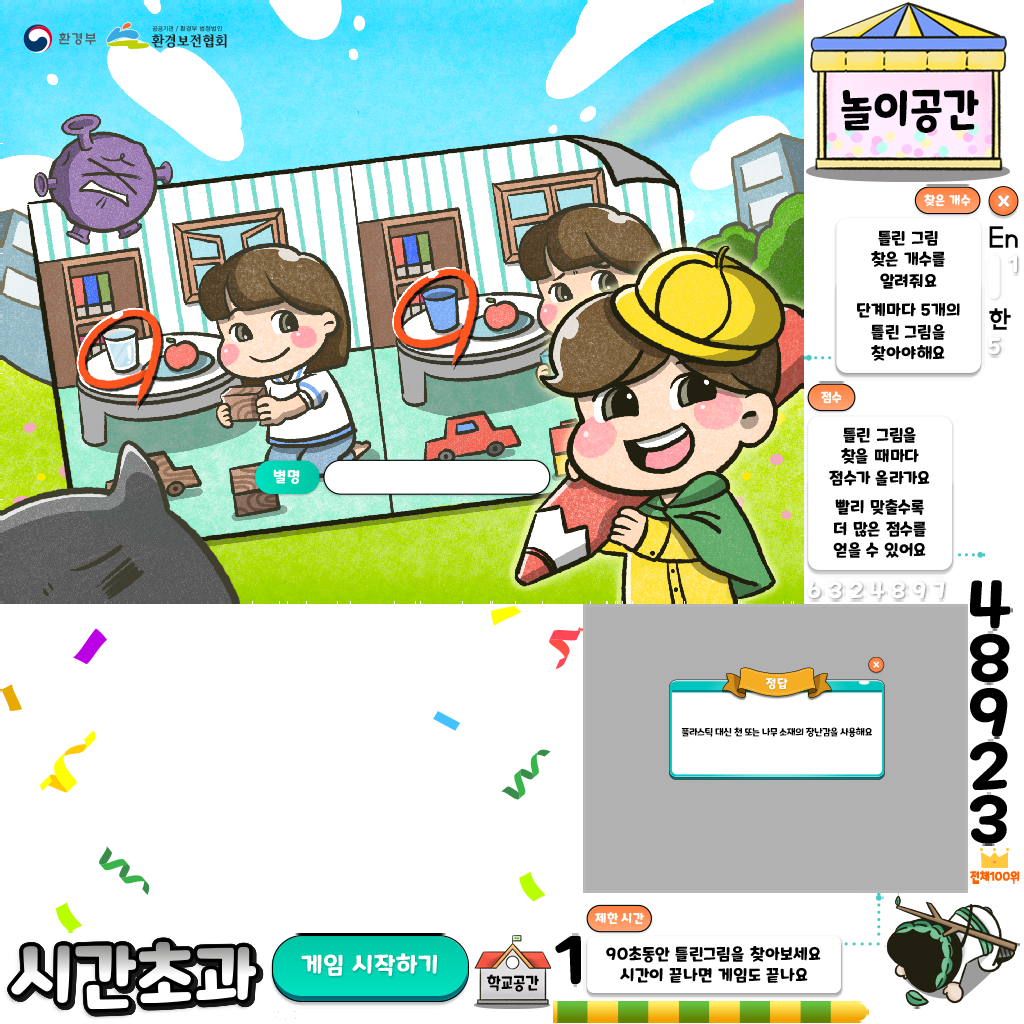 환경부
공공기관 / 환경부 법정법인
환경보전협회
놀이공간
찾은 개수
틀린 그림
찾은 개수를
알려줘요
단계마다 5개의
틀린 그림을
찾아야해요
En
1
한
5
점수
틀린 그림을
찾을 때마다
점수가 올라가요
빨리 맞출수록
더 많은 점수를
얻을 수 있어요
6324897
별명
4
8
9
2
3
정답
플라스틱 대신 천 또는 나무 소재의 장난감을 사용해요
전체100위
시간초과
게임 시작하기
학교공간
1
제한 시간
90초동안 틀린그림을 찾아보세요
시간이 끝나면 게임도 끝나요